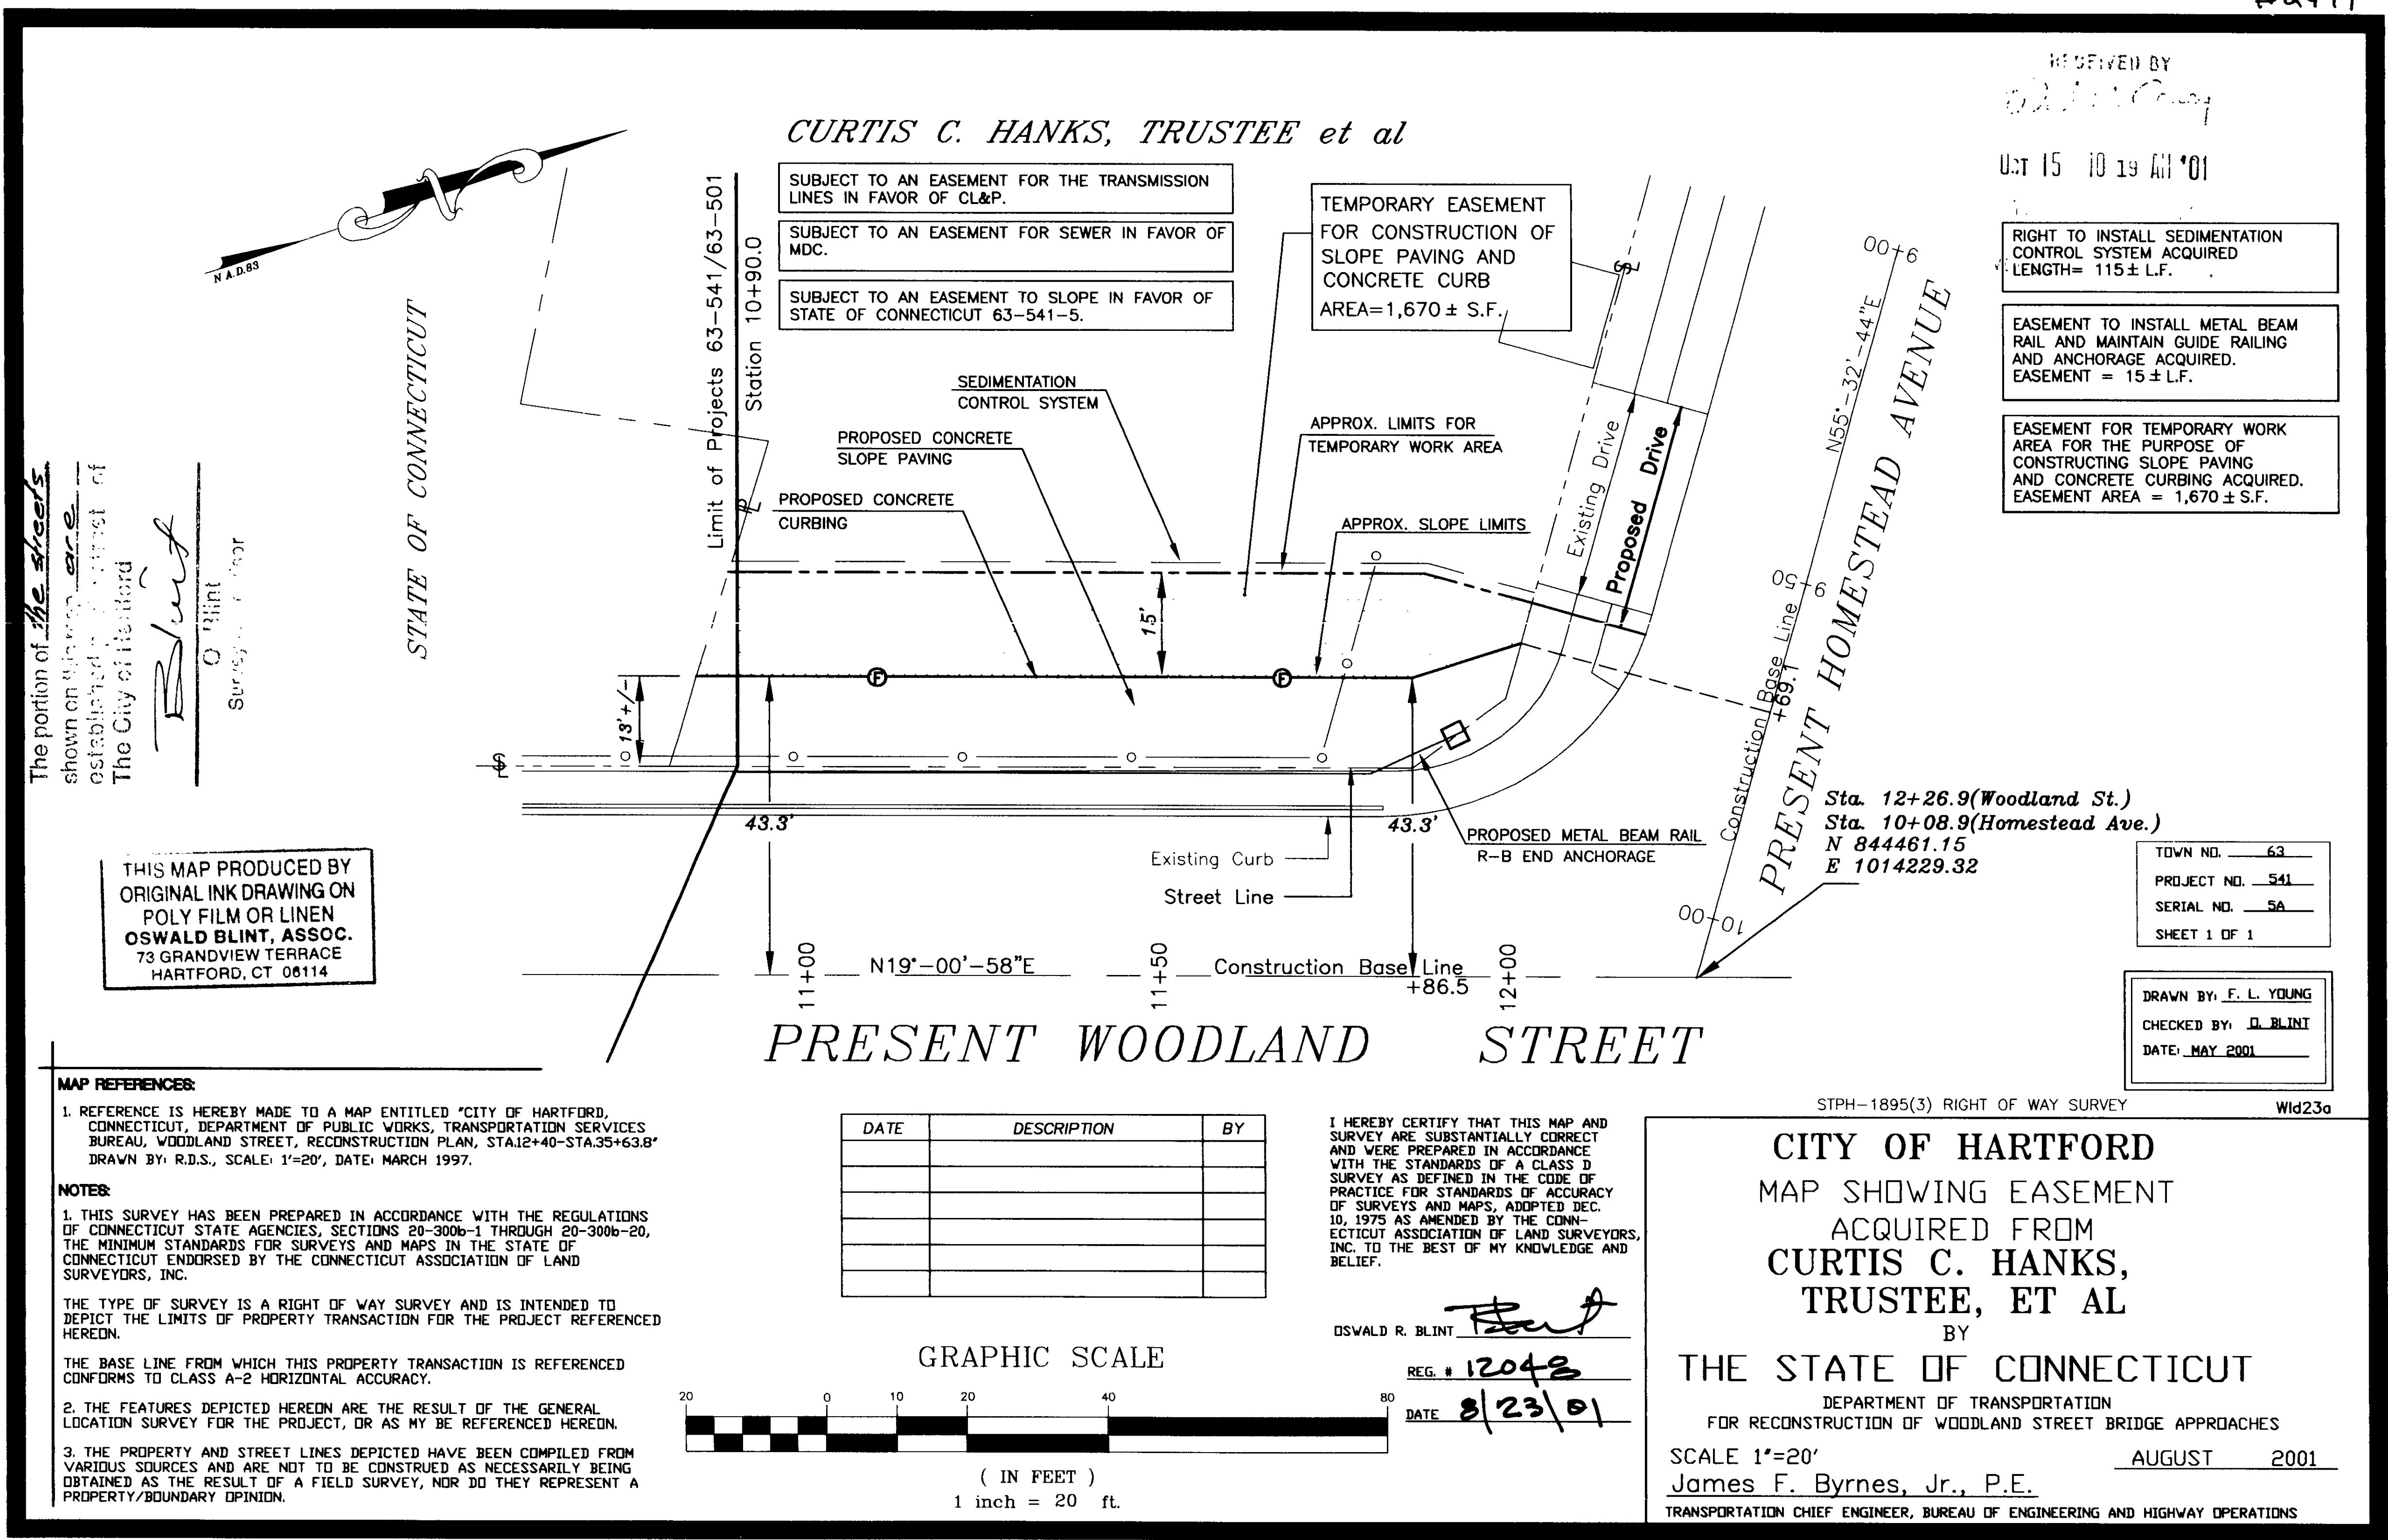 RECEIVED BY
OCT 15 10 19 AM '01
CURTIS C. HANKS, TRUSTEE et al
SUBJECT TO AN EASEMENT FOR THE TRANSMISSION
LINES IN FAVOR OF CL&P.
SUBJECT TO AN EASEMENT FOR SEWER IN FAVOR OF
MDC.
SUBJECT TO AN EASEMENT TO SLOPE IN FAVOR OF
STATE OF CONNECTICUT 63-541-5.
TEMPORARY EASEMENT
FOR CONSTRUCTION OF
SLOPE PAVING AND
CONCRETE CURB
AREA=1,670± S.F.
RIGHT TO INSTALL SEDIMENTATION
CONTROL SYSTEM ACQUIRED
LENGTH= 115± L.F.
EASEMENT TO INSTALL METAL BEAM
RAIL AND MAINTAIN GUIDE RAILING
AND ANCHORAGE ACQUIRED.
EASEMENT = 15± L.F.
EASEMENT FOR TEMPORARY WORK
AREA FOR THE PURPOSE OF
CONSTRUCTING SLOPE PAVING
AND CONCRETE CURBING ACQUIRED.
EASEMENT AREA = 1,670± S.F.
N A.D.83
STATE OF CONNECTICUT
Limit of Projects 63-541/63-501
Station 10+90.0
SEDIMENTATION
CONTROL SYSTEM
PROPOSED CONCRETE
SLOPE PAVING
PROPOSED CONCRETE
CURBING
APPROX. LIMITS FOR
TEMPORARY WORK AREA
APPROX. SLOPE LIMITS
Existing Drive
Proposed Drive
9+00
N55°-32'-44"E
9+50
Construction Base Line
+69.1
PRESENT HOMESTEAD AVENUE
10+00
15'
13'+/-
F
F
43.3'
43.3'
Existing Curb
Street Line
PROPOSED METAL BEAM RAIL
R-B END ANCHORAGE
Sta. 12+26.9(Woodland St.)
Sta. 10+08.9(Homestead Ave.)
N 844461.15
E 1014229.32
The portion of the streets
shown on are
established street of
The City of Hartford
Blint
O Blint
THIS MAP PRODUCED BY
ORIGINAL INK DRAWING ON
POLY FILM OR LINEN
OSWALD BLINT, ASSOC.
73 GRANDVIEW TERRACE
HARTFORD, CT 06114
11+00
N19°-00'-58"E
11+50
Construction Base Line
+86.5
12+00
PRESENT WOODLAND STREET
TOWN NO. 63
PROJECT NO. 541
SERIAL NO. 5A
SHEET 1 OF 1
DRAWN BY: F. L. YOUNG
CHECKED BY: O. BLINT
DATE: MAY 2001
MAP REFERENCES:
1. REFERENCE IS HEREBY MADE TO A MAP ENTITLED "CITY OF HARTFORD,
CONNECTICUT, DEPARTMENT OF PUBLIC WORKS, TRANSPORTATION SERVICES
BUREAU, WOODLAND STREET, RECONSTRUCTION PLAN, STA.12+40-STA.35+63.8"
DRAWN BY: R.D.S., SCALE: 1"=20', DATE: MARCH 1997.
NOTES:
1. THIS SURVEY HAS BEEN PREPARED IN ACCORDANCE WITH THE REGULATIONS
OF CONNECTICUT STATE AGENCIES, SECTIONS 20-300b-1 THROUGH 20-300b-20,
THE MINIMUM STANDARDS FOR SURVEYS AND MAPS IN THE STATE OF
CONNECTICUT ENDORSED BY THE CONNECTICUT ASSOCIATION OF LAND
SURVEYORS, INC.
THE TYPE OF SURVEY IS A RIGHT OF WAY SURVEY AND IS INTENDED TO
DEPICT THE LIMITS OF PROPERTY TRANSACTION FOR THE PROJECT REFERENCED
HEREON.
THE BASE LINE FROM WHICH THIS PROPERTY TRANSACTION IS REFERENCED
CONFORMS TO CLASS A-2 HORIZONTAL ACCURACY.
2. THE FEATURES DEPICTED HEREON ARE THE RESULT OF THE GENERAL
LOCATION SURVEY FOR THE PROJECT, OR AS MY BE REFERENCED HEREON.
3. THE PROPERTY AND STREET LINES DEPICTED HAVE BEEN COMPILED FROM
VARIOUS SOURCES AND ARE NOT TO BE CONSTRUED AS NECESSARILY BEING
OBTAINED AS THE RESULT OF A FIELD SURVEY, NOR DO THEY REPRESENT A
PROPERTY/BOUNDARY OPINION.
DATE DESCRIPTION BY
GRAPHIC SCALE
20 0 10 20 40 80
( IN FEET )
1 inch = 20 ft.
I HEREBY CERTIFY THAT THIS MAP AND
SURVEY ARE SUBSTANTIALLY CORRECT
AND WERE PREPARED IN ACCORDANCE
WITH THE STANDARDS OF A CLASS D
SURVEY AS DEFINED IN THE CODE OF
PRACTICE FOR STANDARDS OF ACCURACY
OF SURVEYS AND MAPS, ADOPTED DEC.
10, 1975 AS AMENDED BY THE CONN-
ECTICUT ASSOCIATION OF LAND SURVEYORS,
INC. TO THE BEST OF MY KNOWLEDGE AND
BELIEF.
OSWALD R. BLINT
REG. # 12048
DATE 8/23/01
STPH-1895(3) RIGHT OF WAY SURVEY
Wld23a
CITY OF HARTFORD
MAP SHOWING EASEMENT
ACQUIRED FROM
CURTIS C. HANKS,
TRUSTEE, ET AL
BY
THE STATE OF CONNECTICUT
DEPARTMENT OF TRANSPORTATION
FOR RECONSTRUCTION OF WOODLAND STREET BRIDGE APPROACHES
SCALE 1"=20'
AUGUST 2001
James F. Byrnes, Jr., P.E.
TRANSPORTATION CHIEF ENGINEER, BUREAU OF ENGINEERING AND HIGHWAY OPERATIONS